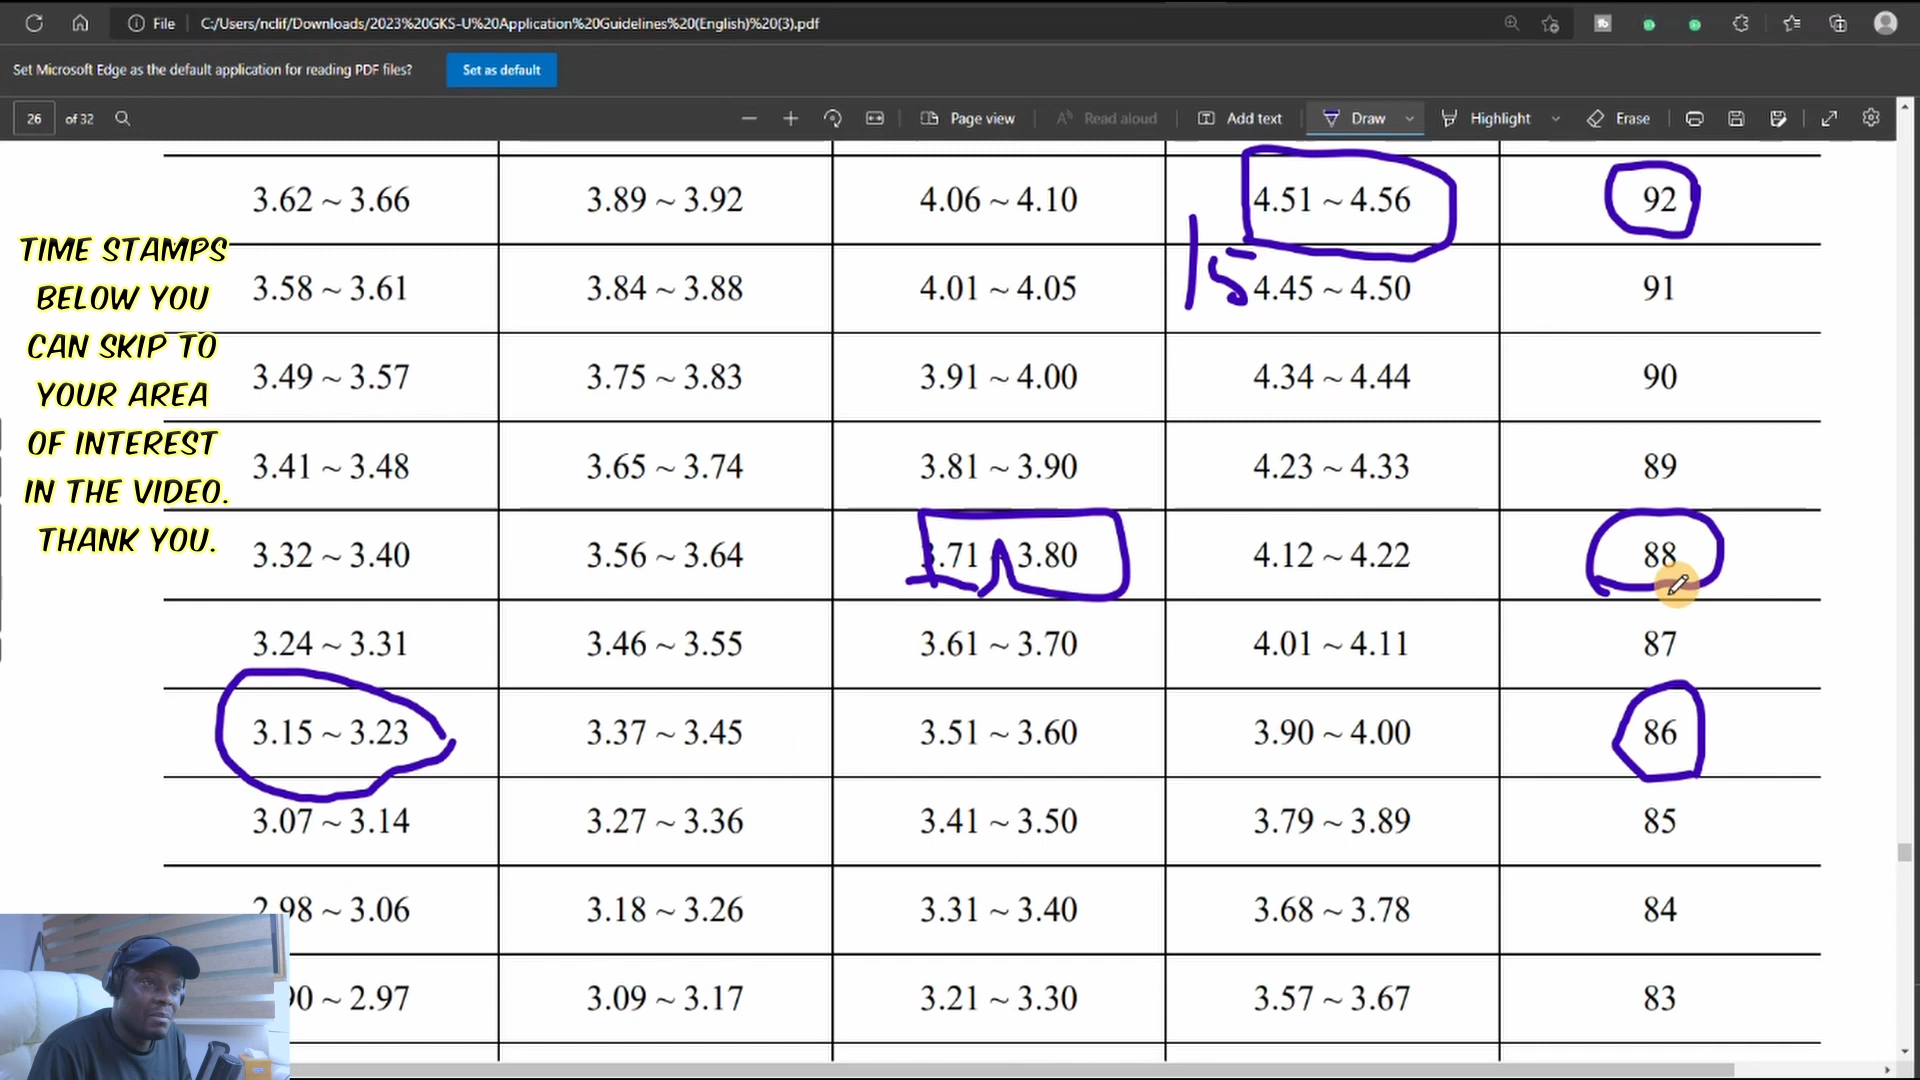 File
C:/Users/nclif/Downloads/2023%20GKS-U%20Application%20Guidelines%20(English)%20(3).pdf
Set Microsoft Edge as the default application for reading PDF files?
Set as default
26 of 32
Page view
Read aloud
Add text
Draw
Highlight
Erase
3.62 ~ 3.66 3.89 ~ 3.92 4.06 ~ 4.10 4.51 ~ 4.56 92
3.58 ~ 3.61 3.84 ~ 3.88 4.01 ~ 4.05 15 4.45 ~ 4.50 91
3.49 ~ 3.57 3.75 ~ 3.83 3.91 ~ 4.00 4.34 ~ 4.44 90
3.41 ~ 3.48 3.65 ~ 3.74 3.81 ~ 3.90 4.23 ~ 4.33 89
3.32 ~ 3.40 3.56 ~ 3.64 3.71 ~ 3.80 4.12 ~ 4.22 88
3.24 ~ 3.31 3.46 ~ 3.55 3.61 ~ 3.70 4.01 ~ 4.11 87
3.15 ~ 3.23 3.37 ~ 3.45 3.51 ~ 3.60 3.90 ~ 4.00 86
3.07 ~ 3.14 3.27 ~ 3.36 3.41 ~ 3.50 3.79 ~ 3.89 85
2.98 ~ 3.06 3.18 ~ 3.26 3.31 ~ 3.40 3.68 ~ 3.78 84
~ 2.97 3.09 ~ 3.17 3.21 ~ 3.30 3.57 ~ 3.67 83
TIME STAMPS
BELOW YOU
CAN SKIP TO
YOUR AREA
OF INTEREST
IN THE VIDEO.
THANK YOU.